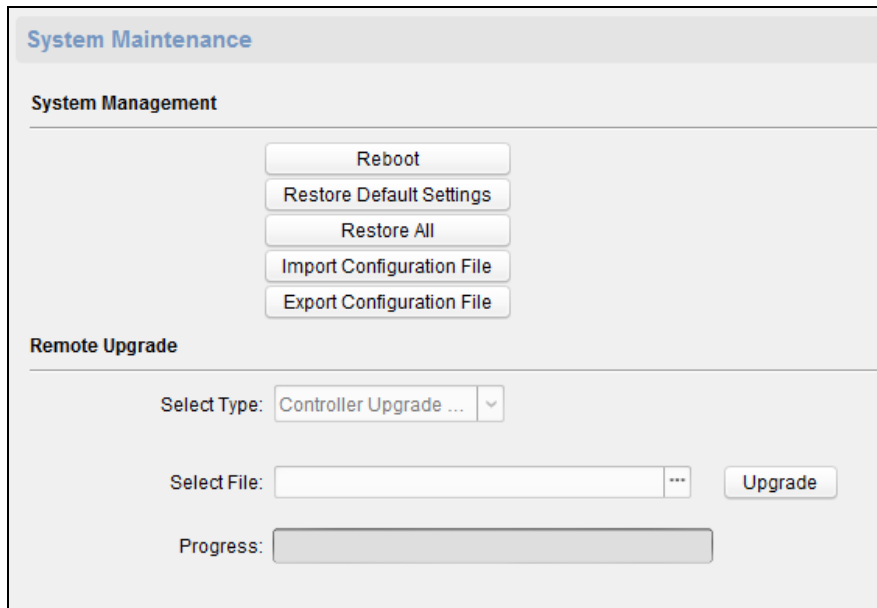 System Maintenance
System Management
Reboot
Restore Default Settings
Restore All
Import Configuration File
Export Configuration File
Remote Upgrade
Select Type: Controller Upgrade ...
Select File: ... Upgrade
Progress: